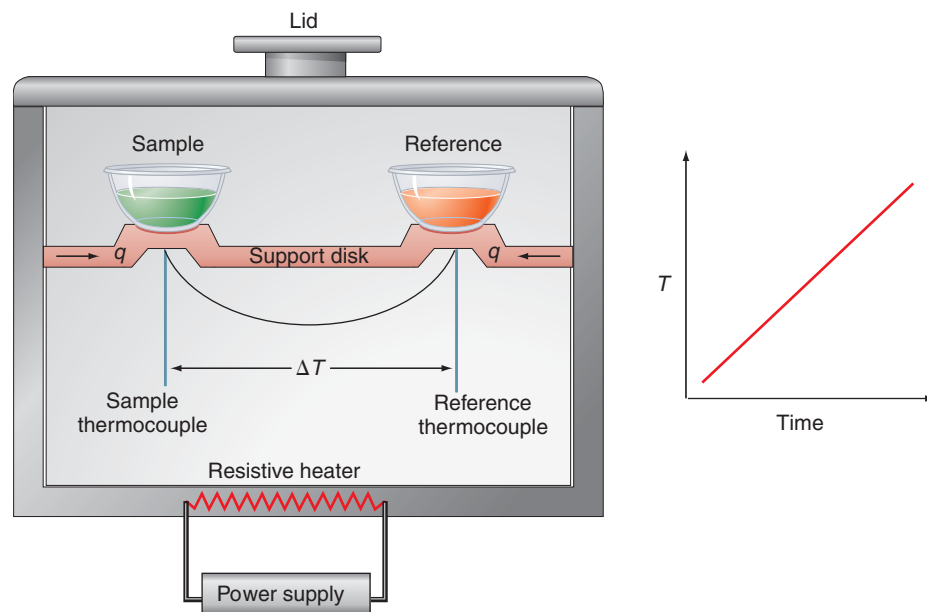 Lid
Sample
Reference
q
Support disk
q
ΔT
Sample
thermocouple
Reference
thermocouple
Resistive heater
Power supply
T
Time